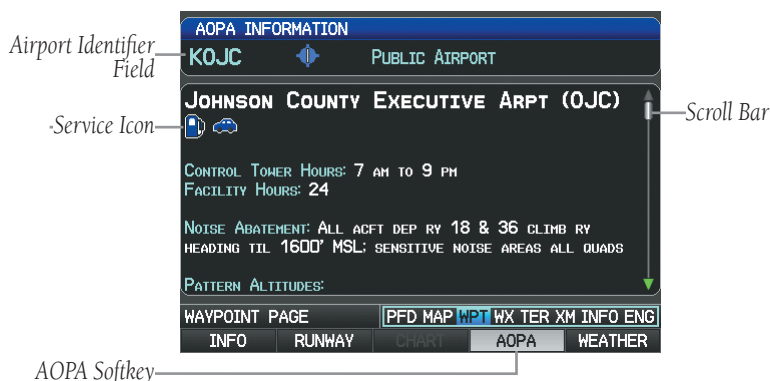 AOPA INFORMATION
Airport Identifier Field
KOJC PUBLIC AIRPORT
JOHNSON COUNTY EXECUTIVE ARPT (OJC)
Scroll Bar
-Service Icon
CONTROL TOWER HOURS: 7 AM TO 9 PM
FACILITY HOURS: 24
NOISE ABATEMENT: ALL ACFT DEP RY 18 & 36 CLIMB RY
HEADING TIL 1600' MSL; SENSITIVE NOISE AREAS ALL QUADS
PATTERN ALTITUDES:
WAYPOINT PAGE PFD MAP WPT WX TER XM INFO ENG
INFO RUNWAY CHART AOPA WEATHER
AOPA Softkey